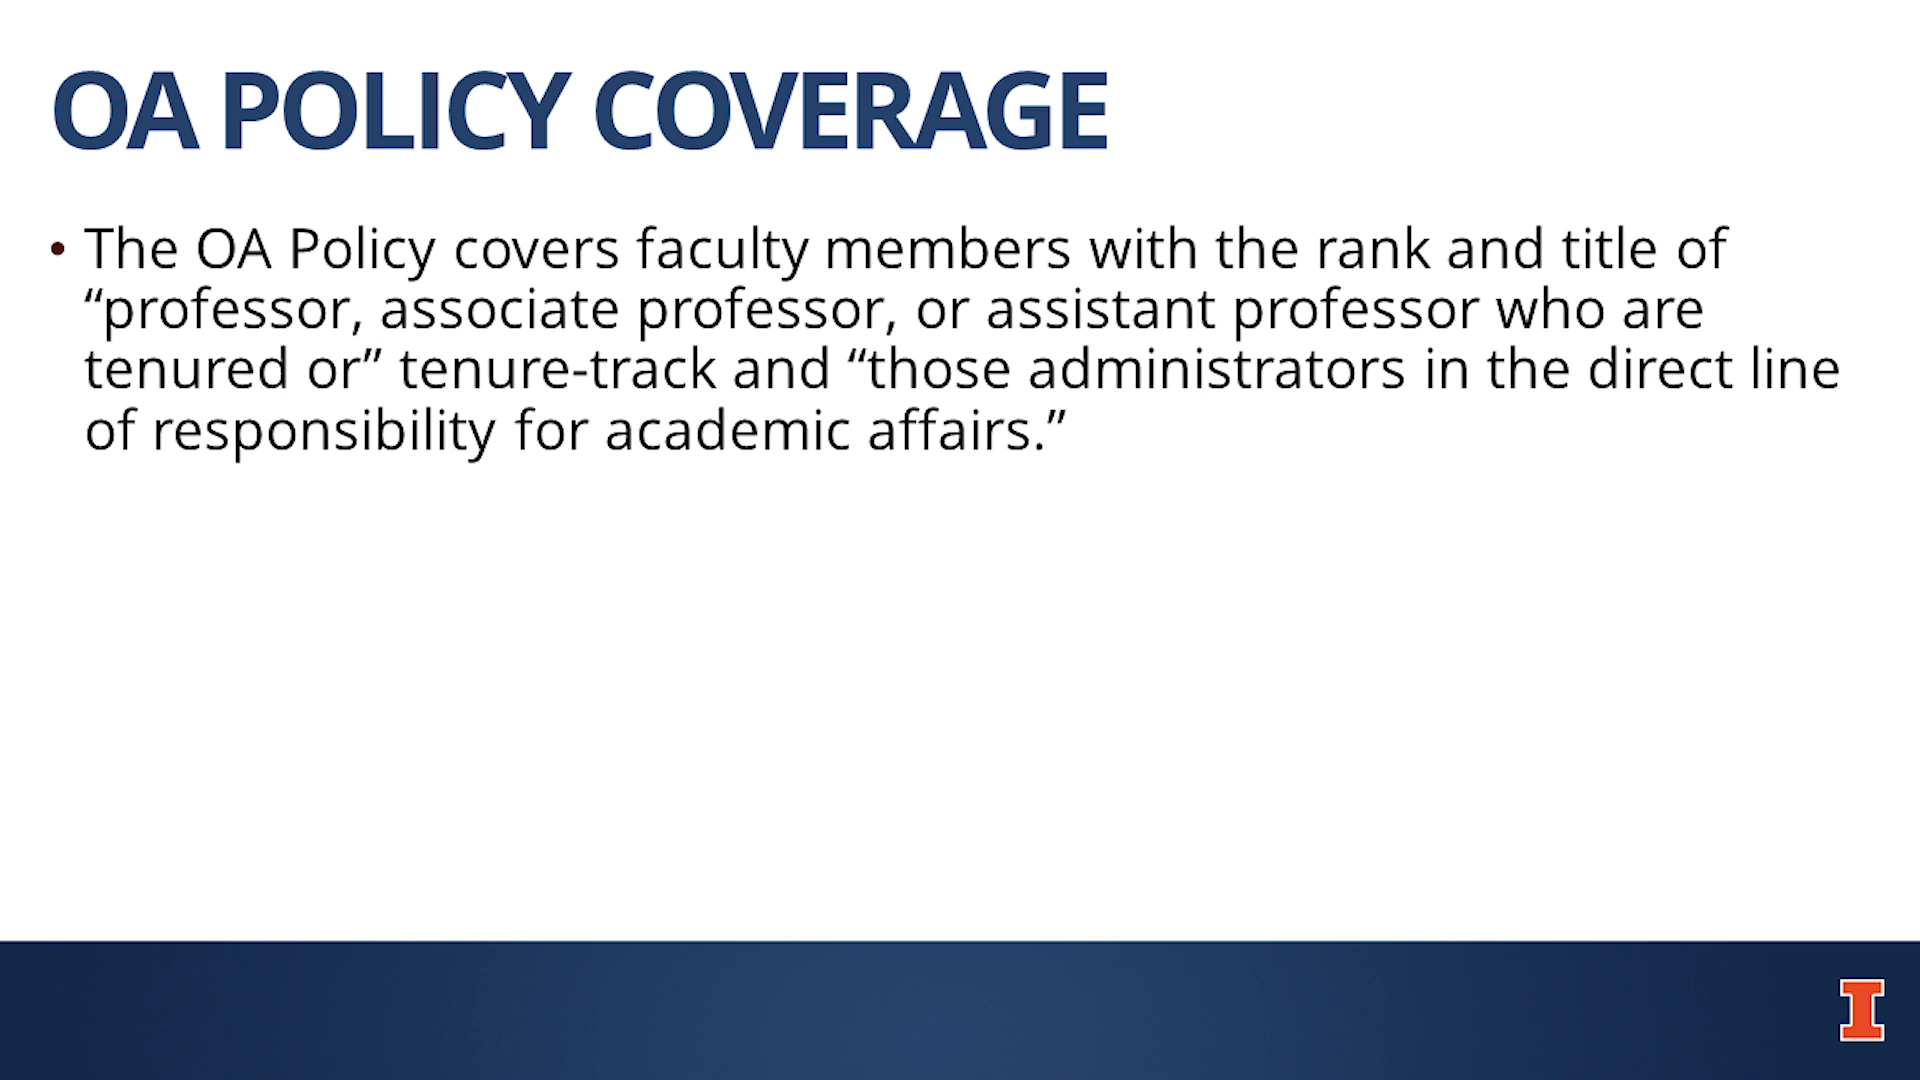 OA POLICY COVERAGE
• The OA Policy covers faculty members with the rank and title of
“professor, associate professor, or assistant professor who are
tenured or” tenure-track and “those administrators in the direct line
of responsibility for academic affairs.”
I